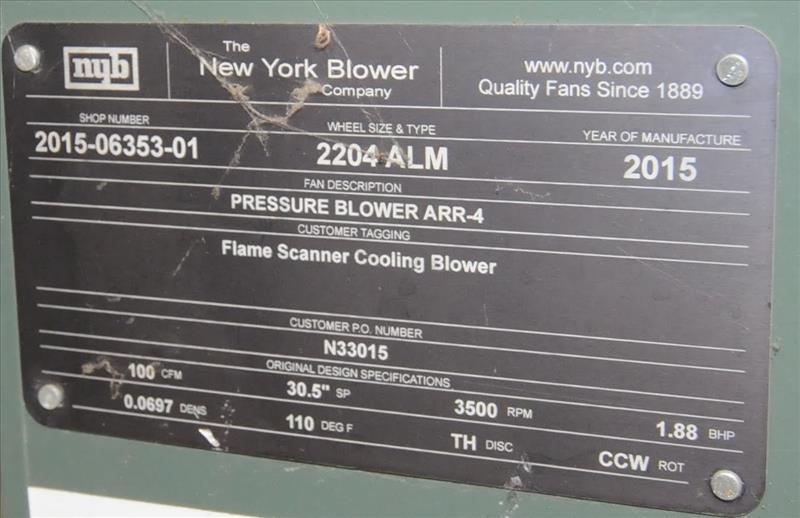 nyb
The
New York Blower
Company
www.nyb.com
Quality Fans Since 1889
SHOP NUMBER
2015-06353-01
WHEEL SIZE & TYPE
2204 ALM
YEAR OF MANUFACTURE
2015
FAN DESCRIPTION
PRESSURE BLOWER ARR-4
CUSTOMER TAGGING
Flame Scanner Cooling Blower
CUSTOMER P.O. NUMBER
N33015
ORIGINAL DESIGN SPECIFICATIONS
100 CFM 30.5" SP 3500 RPM 1.88 BHP
0.0697 DENS 110 DEG F TH DISC CCW ROT